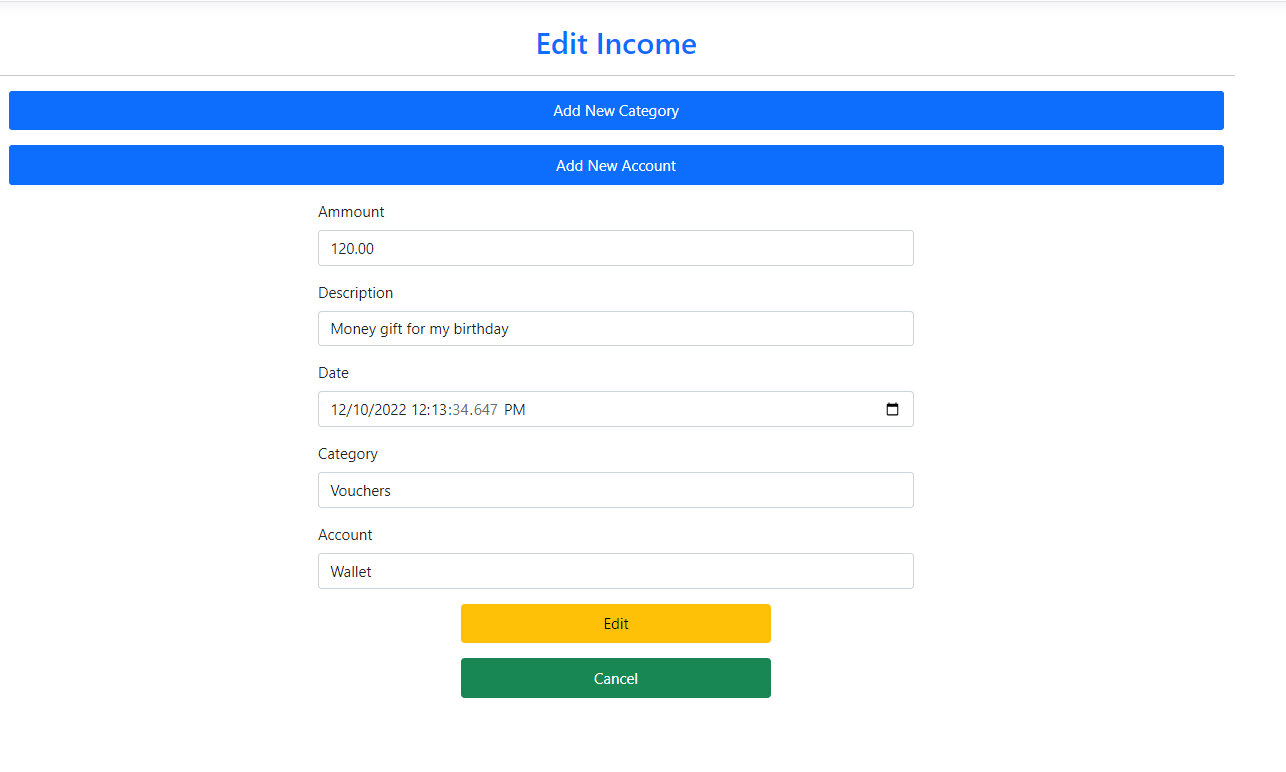 Edit Income
Add New Category
Add New Account
Ammount
120.00
Description
Money gift for my birthday
Date
12/10/2022 12:13:34.647 PM
Category
Vouchers
Account
Wallet
Edit
Cancel